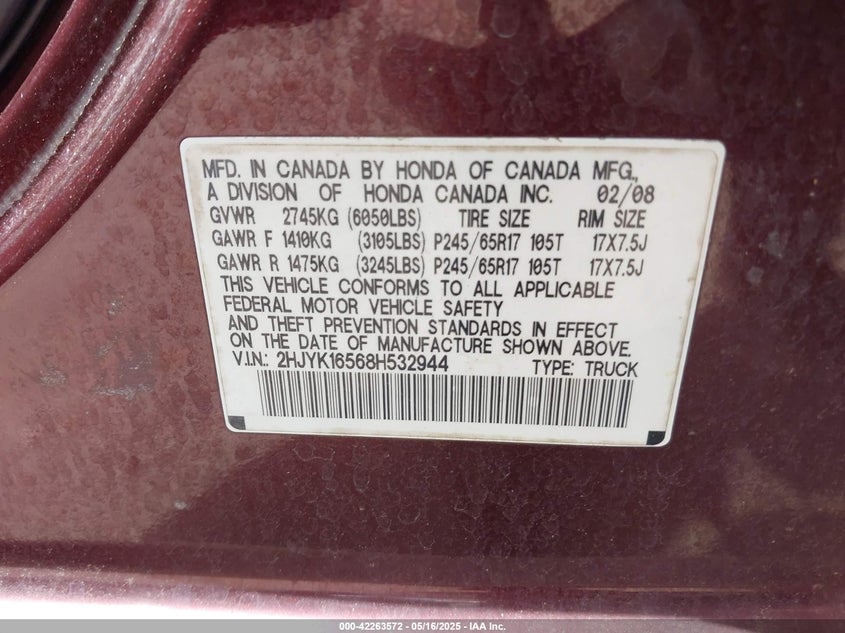 MFD. IN CANADA BY HONDA OF CANADA MFG.,
A DIVISION OF HONDA CANADA INC. 02/08
GVWR 2745KG (6050LBS) TIRE SIZE RIM SIZE
GAWR F 1410KG (3105LBS) P245/65R17 105T 17X7.5J
GAWR R 1475KG (3245LBS) P245/65R17 105T 17X7.5J
THIS VEHICLE CONFORMS TO ALL APPLICABLE
FEDERAL MOTOR VEHICLE SAFETY
AND THEFT PREVENTION STANDARDS IN EFFECT
ON THE DATE OF MANUFACTURE SHOWN ABOVE.
V.I.N.: 2HJYK16568H532944 TYPE: TRUCK
000-42263572 - 05/16/2025 - IAA Inc.